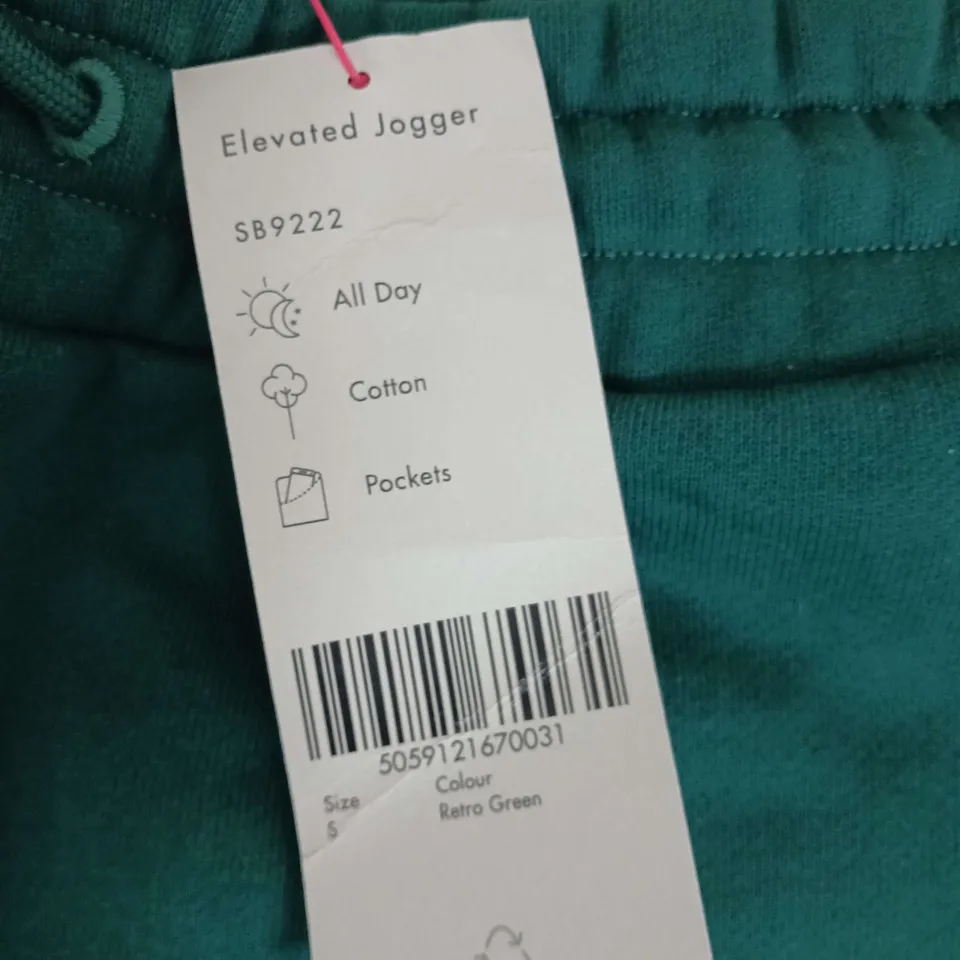 Elevated Jogger
SB9222
All Day
Cotton
Pockets
5059121670031
Size
S
Colour
Retro Green